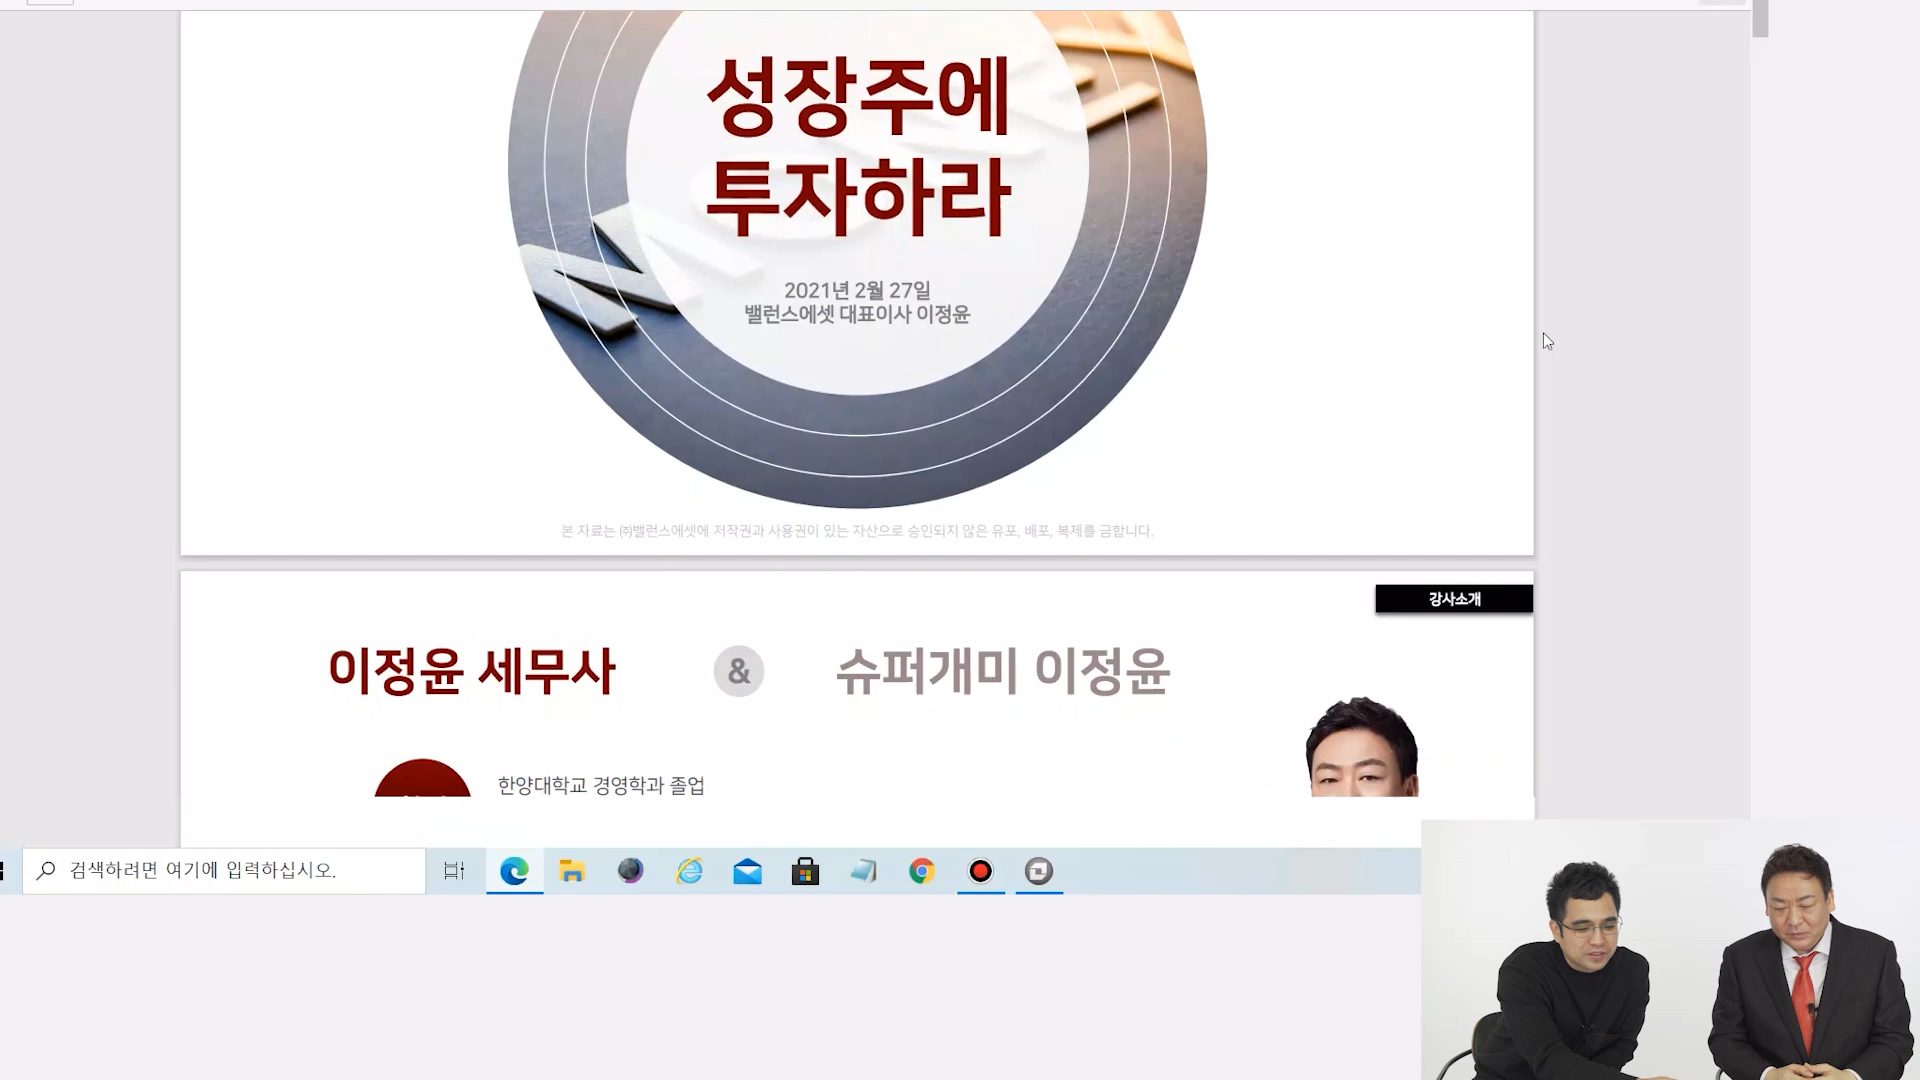 성장주에
투자하라
2021년 2월 27일
밸런스에셋 대표이사 이정윤
본 자료는 ㈜밸런스에셋에 저작권과 사용권이 있는 자산으로 승인되지 않은 유포, 배포, 복제를 금합니다.
강사소개
이정윤 세무사 & 슈퍼개미 이정윤
한양대학교 경영학과 졸업
검색하려면 여기에 입력하십시오.